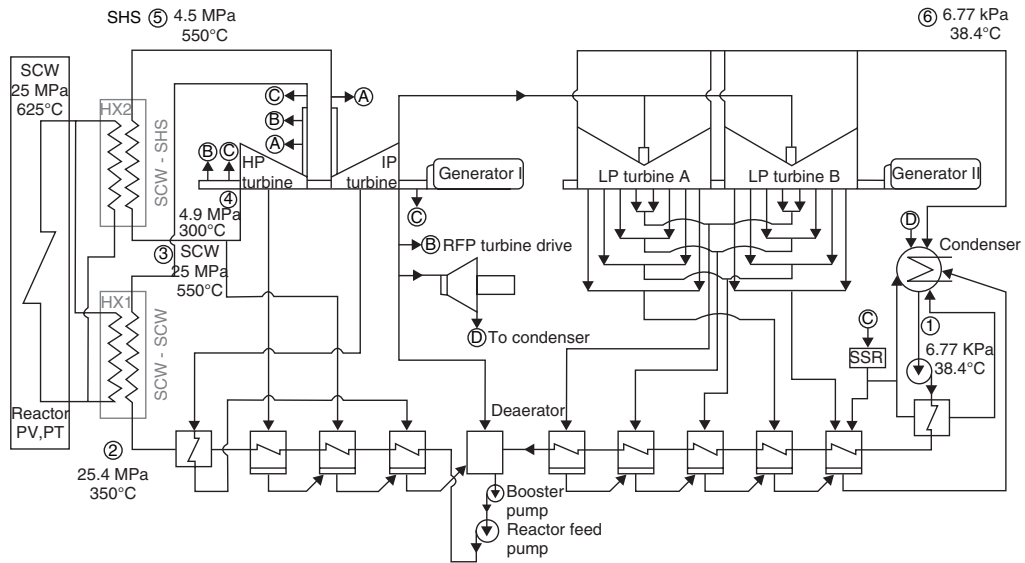 SHS ⑤ 4.5 MPa
550°C
⑥ 6.77 kPa
38.4°C
SCW
25 MPa
625°C
HX2
SCW - SHS
Ⓒ
Ⓐ
Ⓑ
Ⓐ
Ⓑ Ⓒ
HP
turbine
IP
turbine
Generator I
LP turbine A
LP turbine B
Generator II
④
4.9 MPa
300°C
Ⓒ
Ⓓ
Condenser
Ⓑ RFP turbine drive
③ SCW
25 MPa
550°C
HX1
SCW - SCW
Ⓓ To condenser
Ⓒ
SSR
①
6.77 KPa
38.4°C
Reactor
PV,PT
Deaerator
②
25.4 MPa
350°C
Booster
pump
Reactor feed
pump